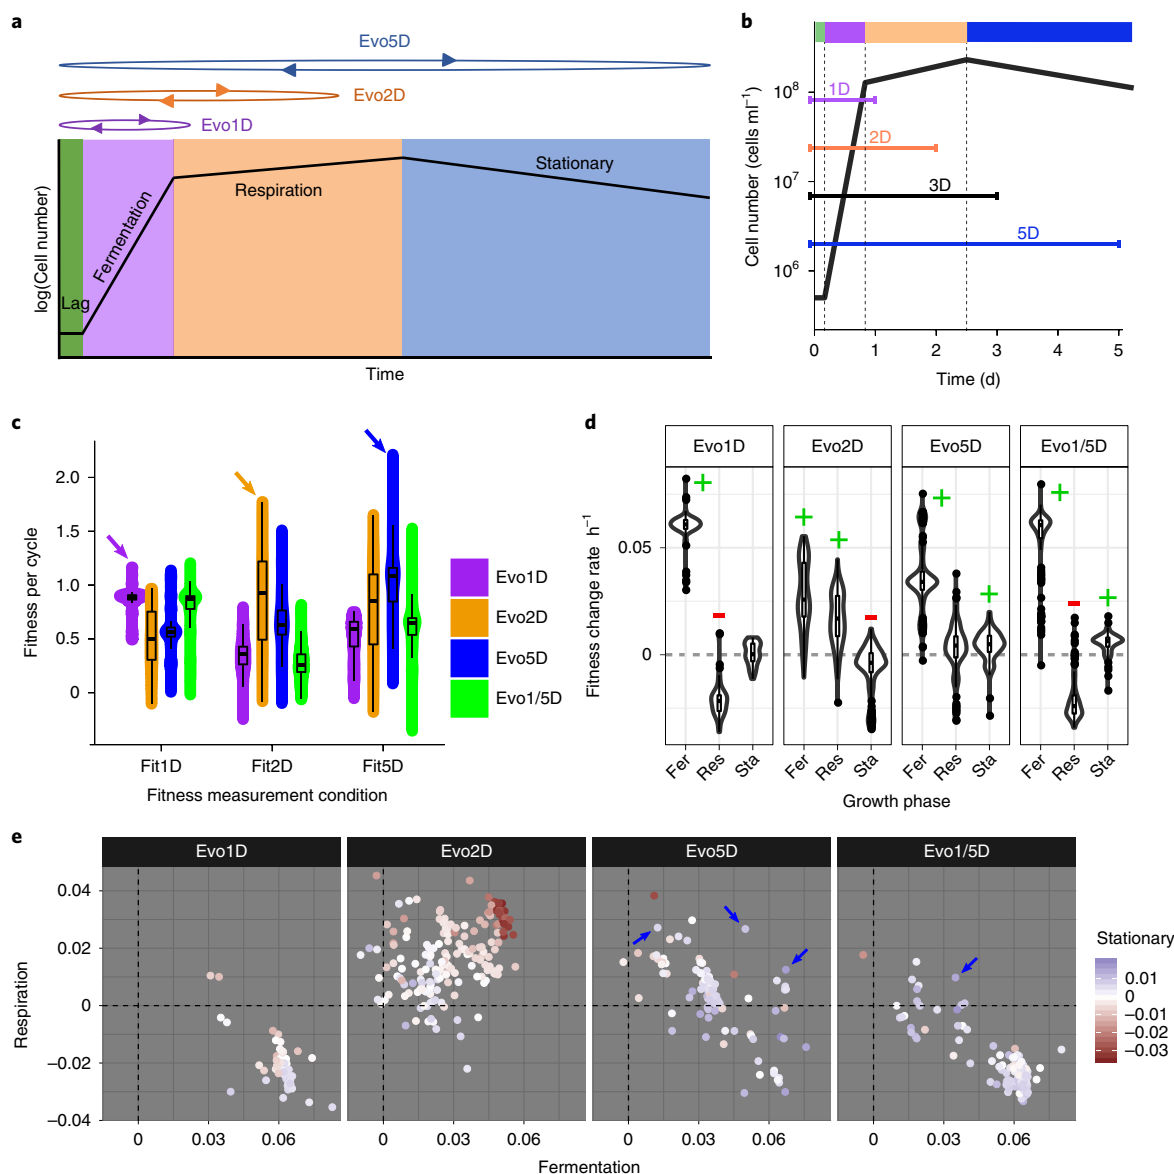 a
Evo5D
Evo2D
Evo1D
log(Cell number)
Lag
Fermentation
Respiration
Stationary
Time
b
Cell number (cells ml⁻¹)
10⁸
10⁷
10⁶
1D
2D
3D
5D
0 1 2 3 4 5
Time (d)
c
Fitness per cycle
2.0
1.5
1.0
0.5
0
Evo1D
Evo2D
Evo5D
Evo1/5D
Fit1D Fit2D Fit5D
Fitness measurement condition
d
Evo1D Evo2D Evo5D Evo1/5D
Fitness change rate h⁻¹
0.05
0
+ + + + + + +
− − −
Fer Res Sta Fer Res Sta Fer Res Sta Fer Res Sta
Growth phase
e
Evo1D Evo2D Evo5D Evo1/5D
Respiration
0.04
0.02
0
−0.02
−0.04
0 0.03 0.06 0 0.03 0.06 0 0.03 0.06 0 0.03 0.06
Fermentation
Stationary
0.01
0
−0.01
−0.02
−0.03